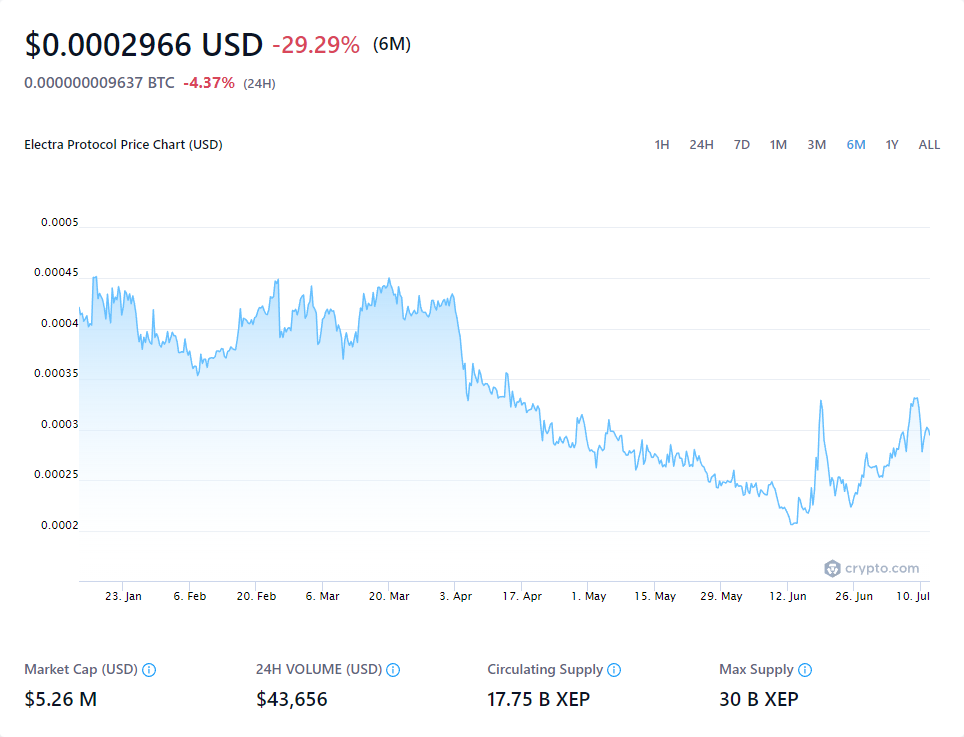 $0.0002966 USD -29.29% (6M)
0.000000009637 BTC -4.37% (24H)
Electra Protocol Price Chart (USD)
1H 24H 7D 1M 3M 6M 1Y ALL
0.0005
0.00045
0.0004
0.00035
0.0003
0.00025
0.0002
crypto.com
23. Jan 6. Feb 20. Feb 6. Mar 20. Mar 3. Apr 17. Apr 1. May 15. May 29. May 12. Jun 26. Jun 10. Jul
Market Cap (USD) 24H VOLUME (USD) Circulating Supply Max Supply
$5.26 M $43,656 17.75 B XEP 30 B XEP